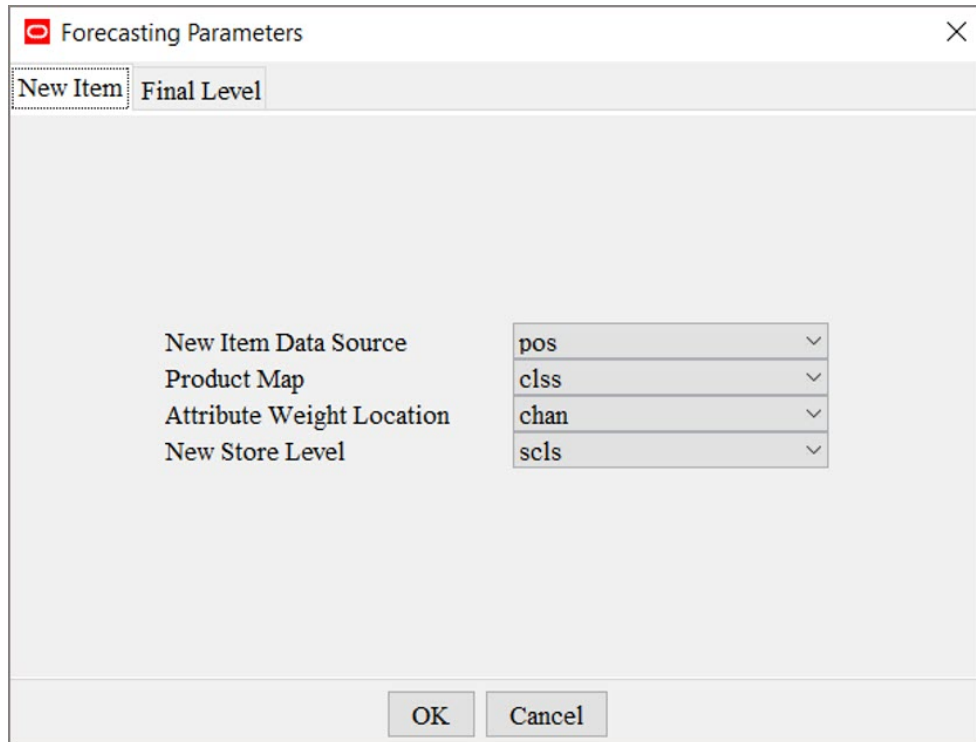 Forecasting Parameters
New Item Final Level
New Item Data Source pos
Product Map clss
Attribute Weight Location chan
New Store Level scls
OK Cancel